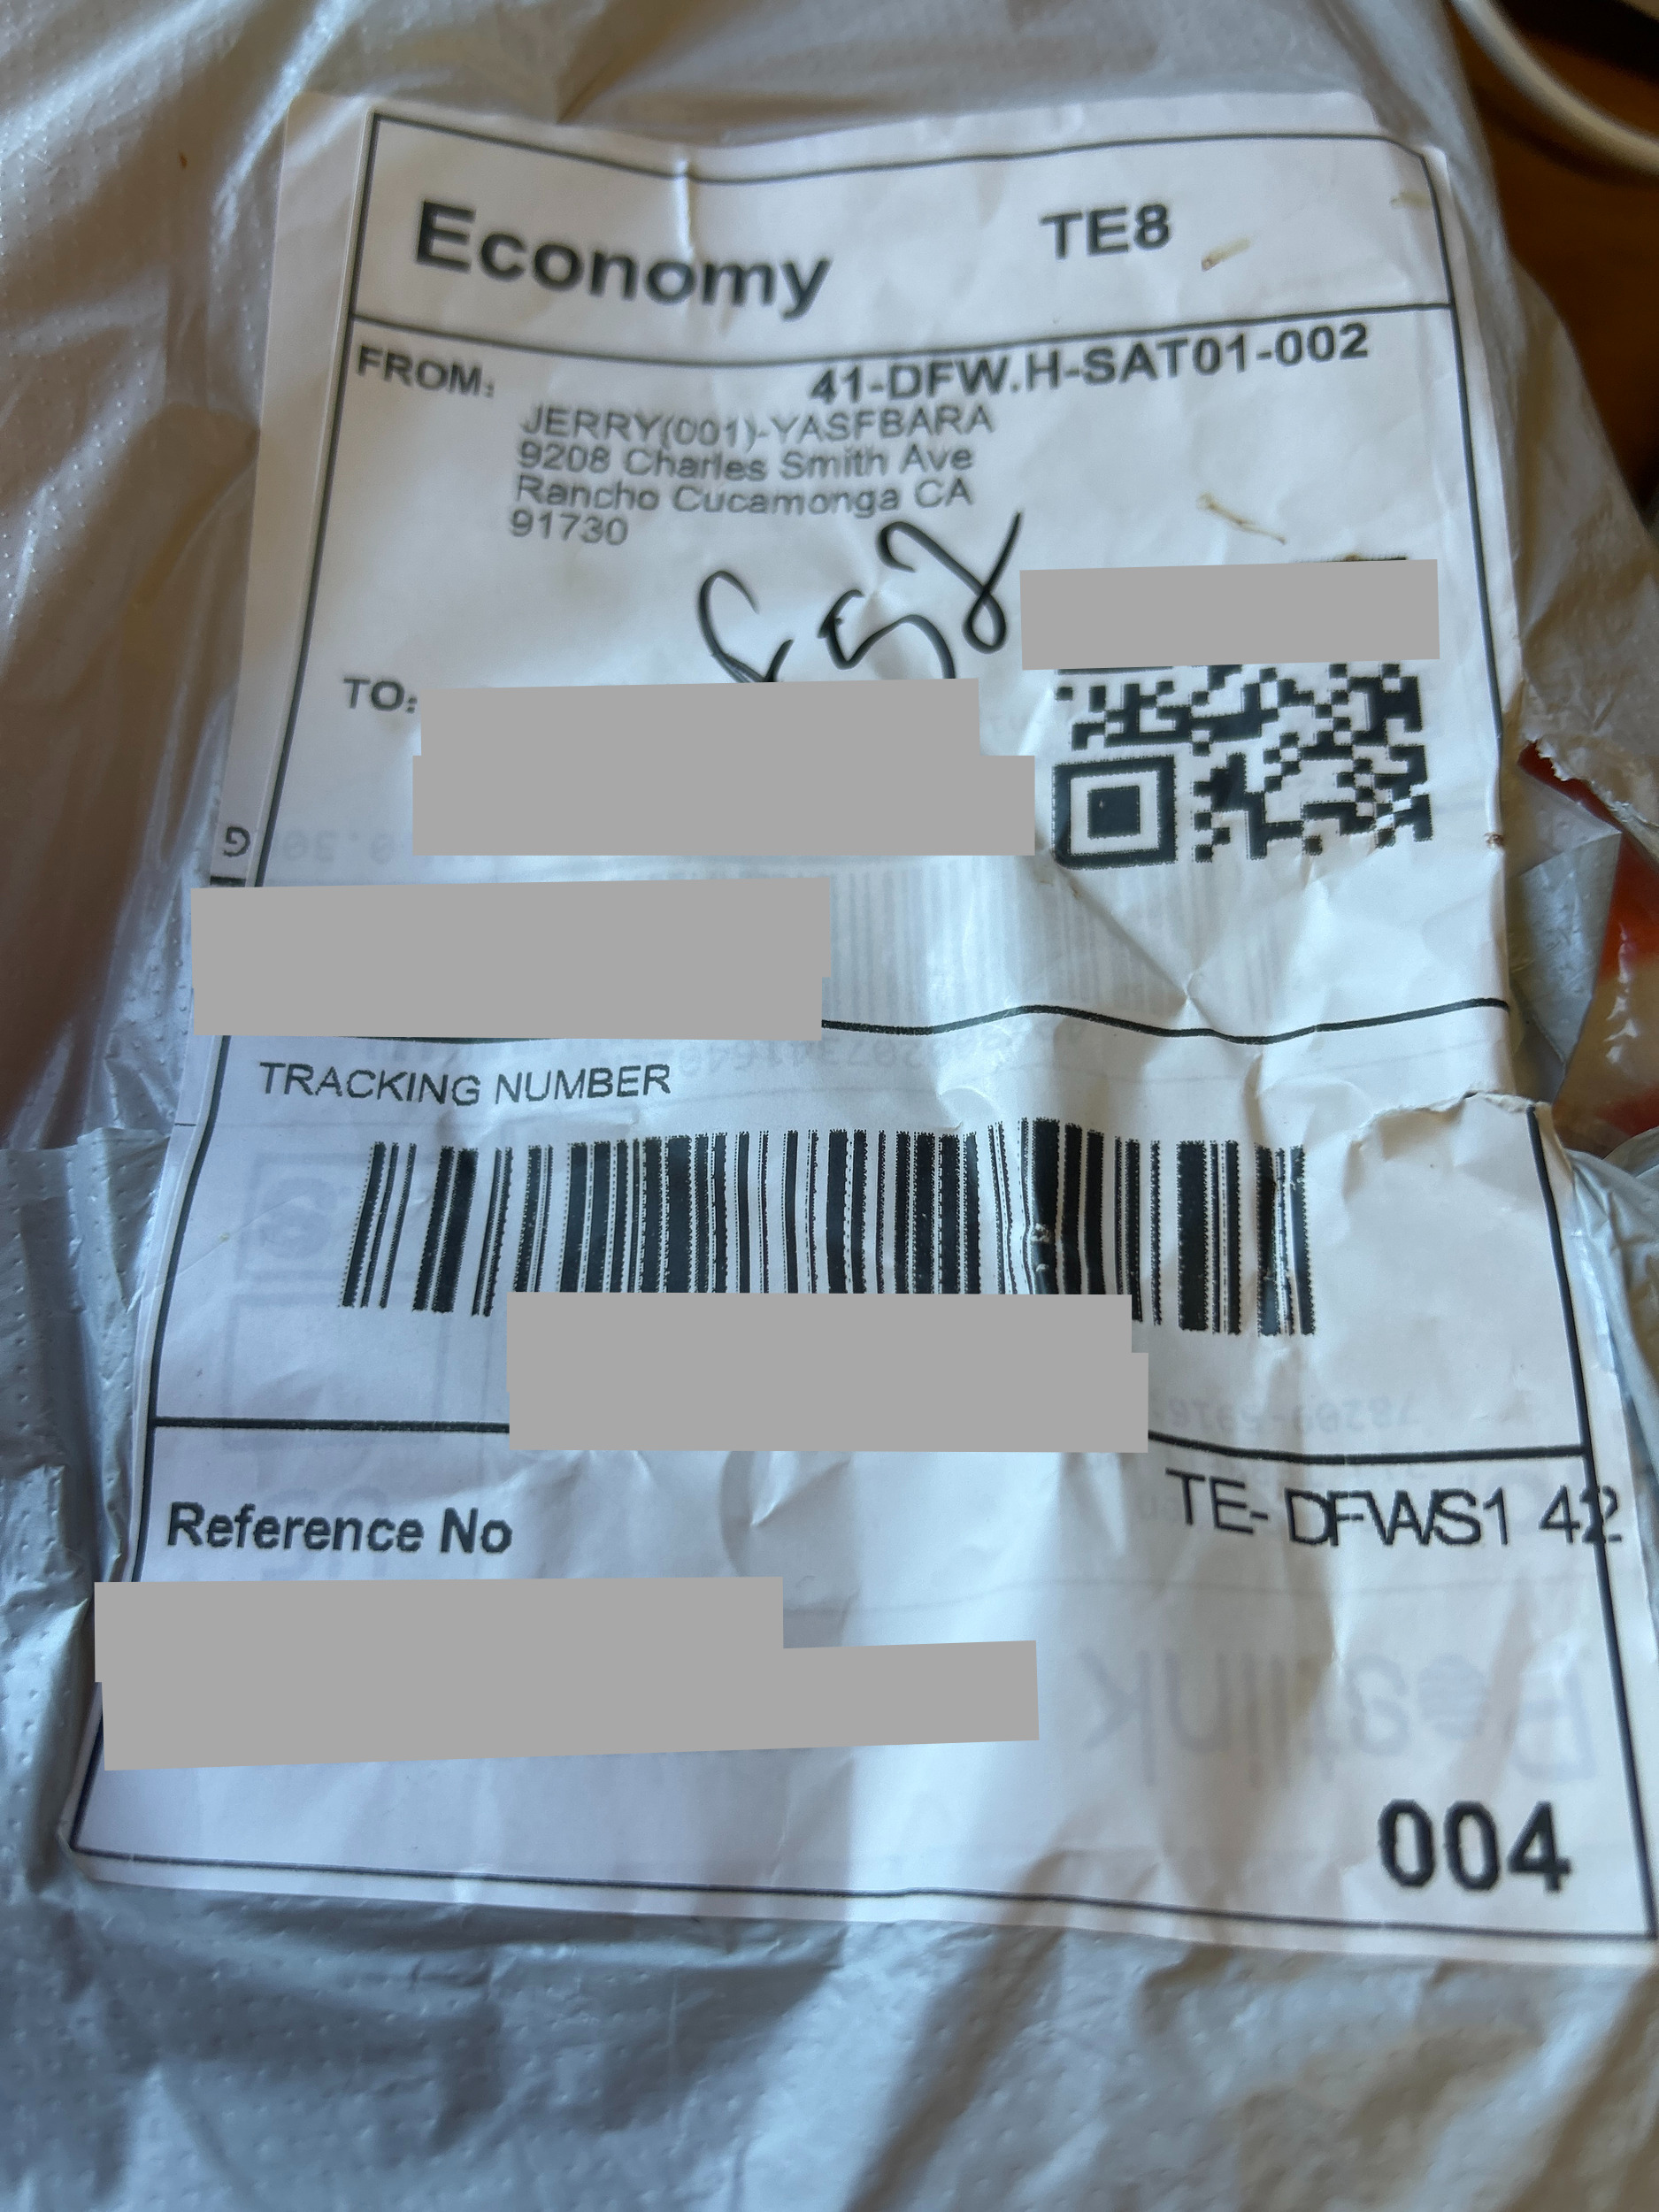 Economy TE8
FROM: 41-DFW.H-SAT01-002
JERRY(001)-YASFBARA
9208 Charles Smith Ave
Rancho Cucamonga CA
91730
TO:
TRACKING NUMBER
Reference No
TE- DFWS1 42
004